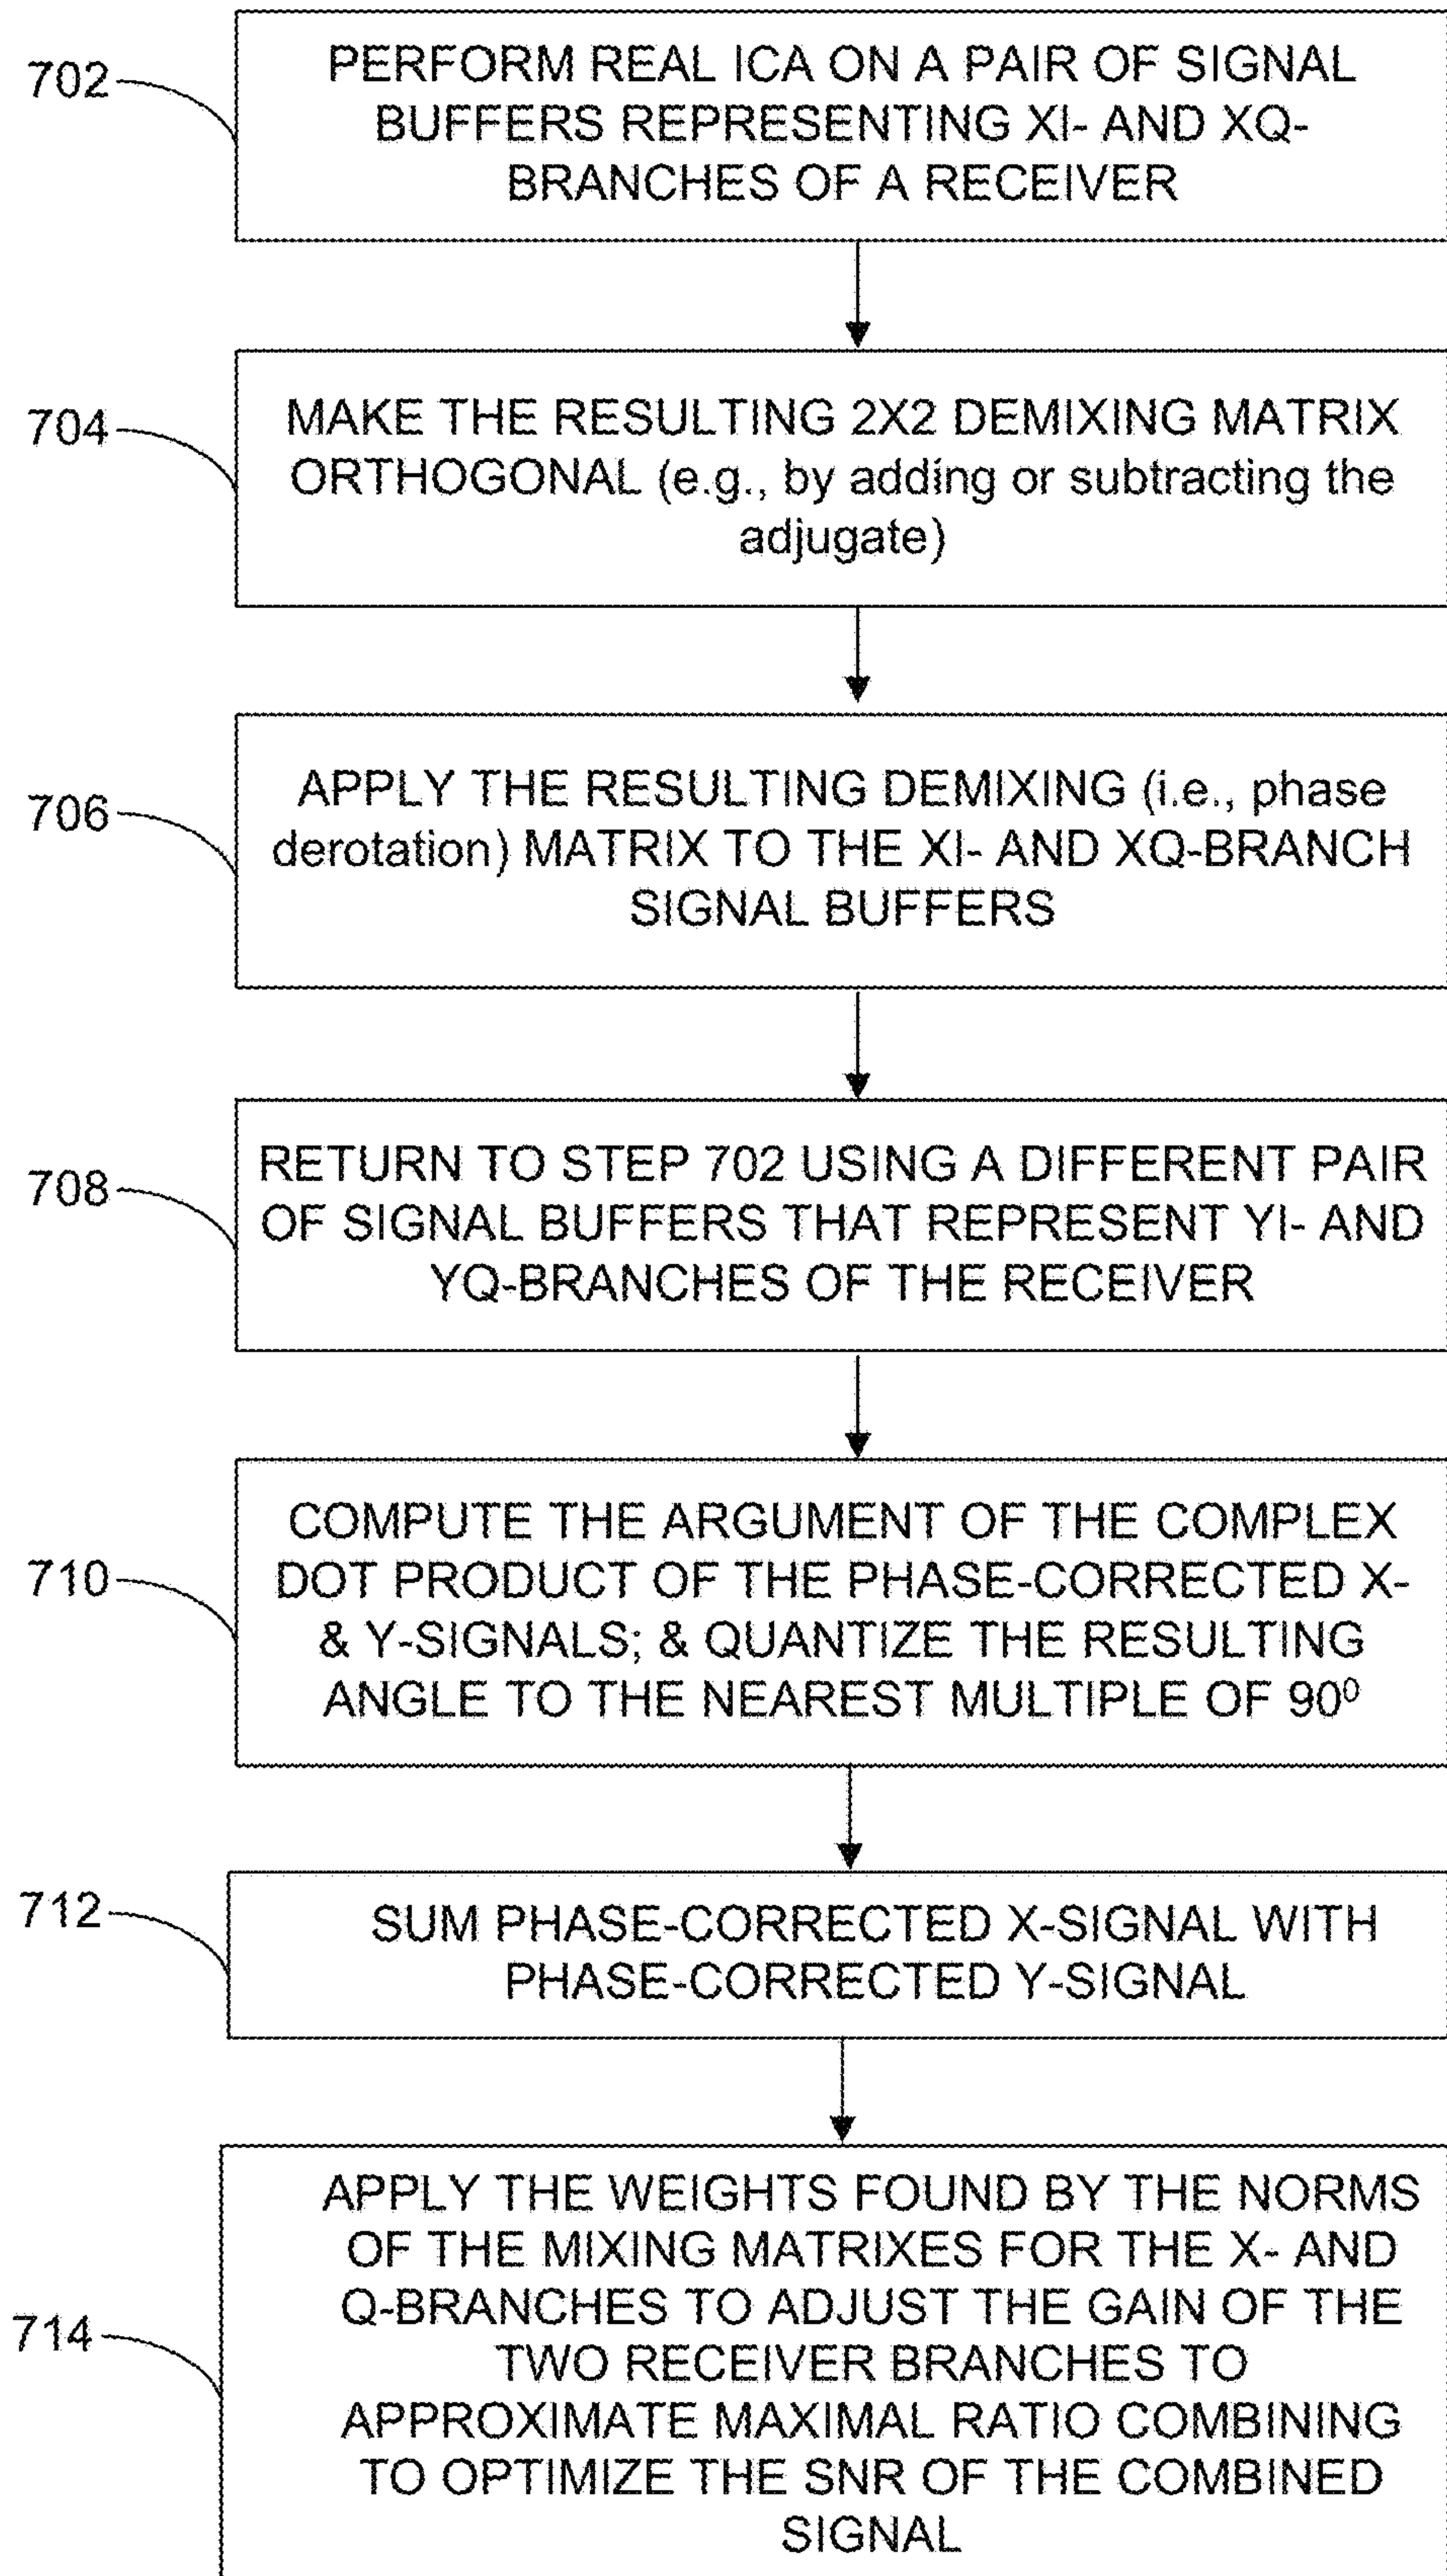 702
PERFORM REAL ICA ON A PAIR OF SIGNAL
BUFFERS REPRESENTING XI- AND XQ-
BRANCHES OF A RECEIVER
704
MAKE THE RESULTING 2X2 DEMIXING MATRIX
ORTHOGONAL (e.g., by adding or subtracting the
adjugate)
706
APPLY THE RESULTING DEMIXING (i.e., phase
derotation) MATRIX TO THE XI- AND XQ-BRANCH
SIGNAL BUFFERS
708
RETURN TO STEP 702 USING A DIFFERENT PAIR
OF SIGNAL BUFFERS THAT REPRESENT YI- AND
YQ-BRANCHES OF THE RECEIVER
710
COMPUTE THE ARGUMENT OF THE COMPLEX
DOT PRODUCT OF THE PHASE-CORRECTED X-
& Y-SIGNALS; & QUANTIZE THE RESULTING
ANGLE TO THE NEAREST MULTIPLE OF 90⁰
712
SUM PHASE-CORRECTED X-SIGNAL WITH
PHASE-CORRECTED Y-SIGNAL
714
APPLY THE WEIGHTS FOUND BY THE NORMS
OF THE MIXING MATRIXES FOR THE X- AND
Q-BRANCHES TO ADJUST THE GAIN OF THE
TWO RECEIVER BRANCHES TO
APPROXIMATE MAXIMAL RATIO COMBINING
TO OPTIMIZE THE SNR OF THE COMBINED
SIGNAL